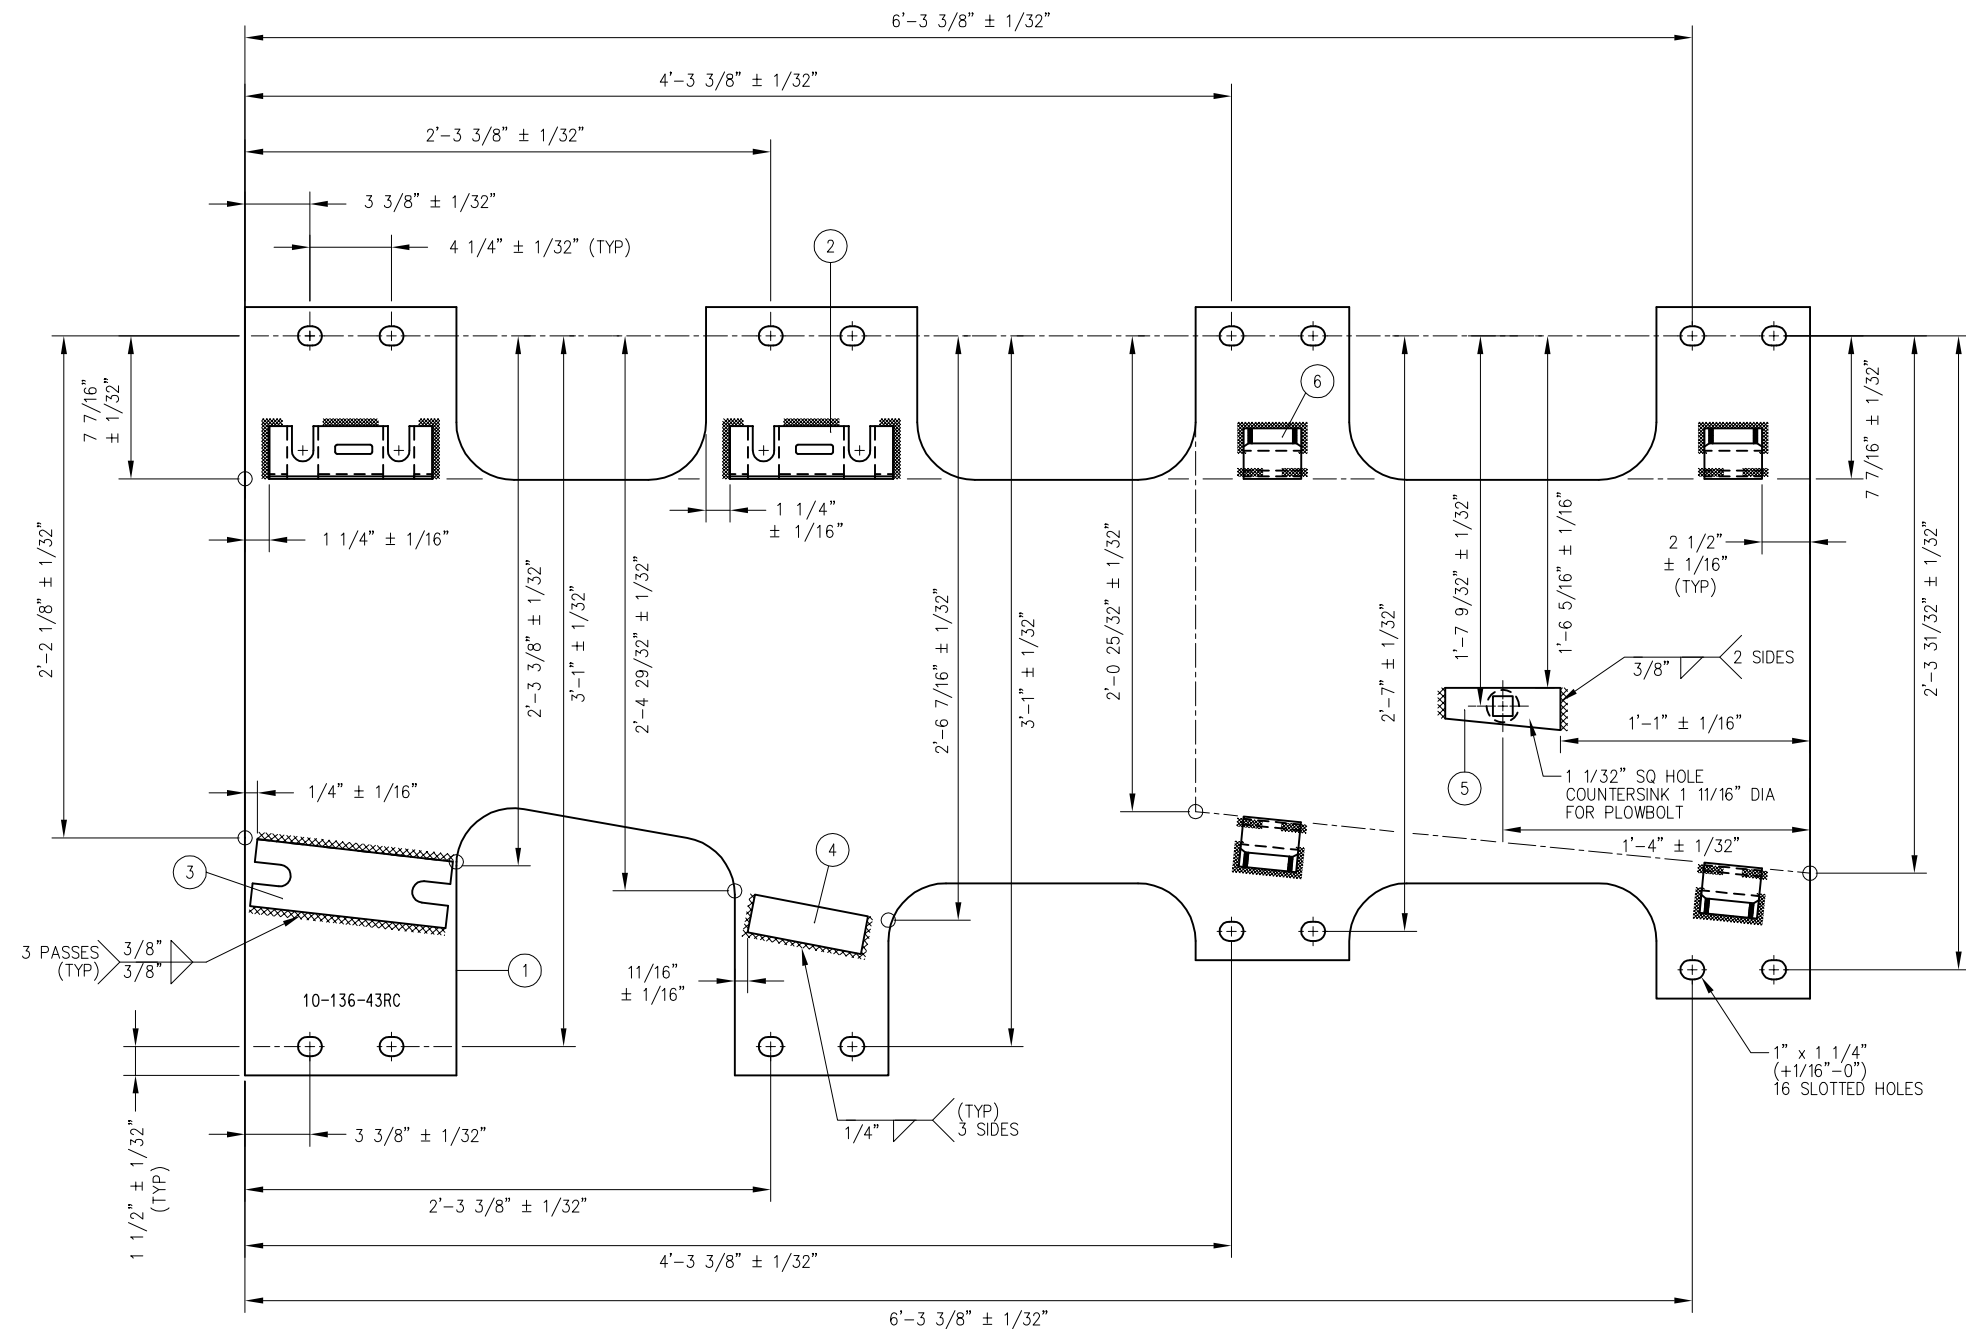 6'-3 3/8" ± 1/32"
4'-3 3/8" ± 1/32"
2'-3 3/8" ± 1/32"
3 3/8" ± 1/32"
4 1/4" ± 1/32" (TYP)
2
6
7 7/16"
± 1/32"
7 7/16" ± 1/32"
1 1/4" ± 1/16"
1 1/4"
± 1/16"
2 1/2"
± 1/16"
(TYP)
2'-2 1/8" ± 1/32"
2'-3 3/8" ± 1/32"
3'-1" ± 1/32"
2'-4 29/32" ± 1/32"
2'-6 7/16" ± 1/32"
3'-1" ± 1/32"
2'-0 25/32" ± 1/32"
2'-7" ± 1/32"
1'-7 9/32" ± 1/32"
1'-6 5/16" ± 1/16"
2'-3 31/32" ± 1/32"
3/8"
2 SIDES
1'-1" ± 1/16"
5
1 1/32" SQ HOLE
COUNTERSINK 1 11/16" DIA
FOR PLOWBOLT
1'-4" ± 1/32"
1/4" ± 1/16"
3
4
3 PASSES
(TYP)
3/8"
3/8"
1
11/16"
± 1/16"
10-136-43RC
1" x 1 1/4"
(+1/16"-0")
16 SLOTTED HOLES
1/4"
(TYP)
3 SIDES
3 3/8" ± 1/32"
1 1/2" ± 1/32"
(TYP)
2'-3 3/8" ± 1/32"
4'-3 3/8" ± 1/32"
6'-3 3/8" ± 1/32"